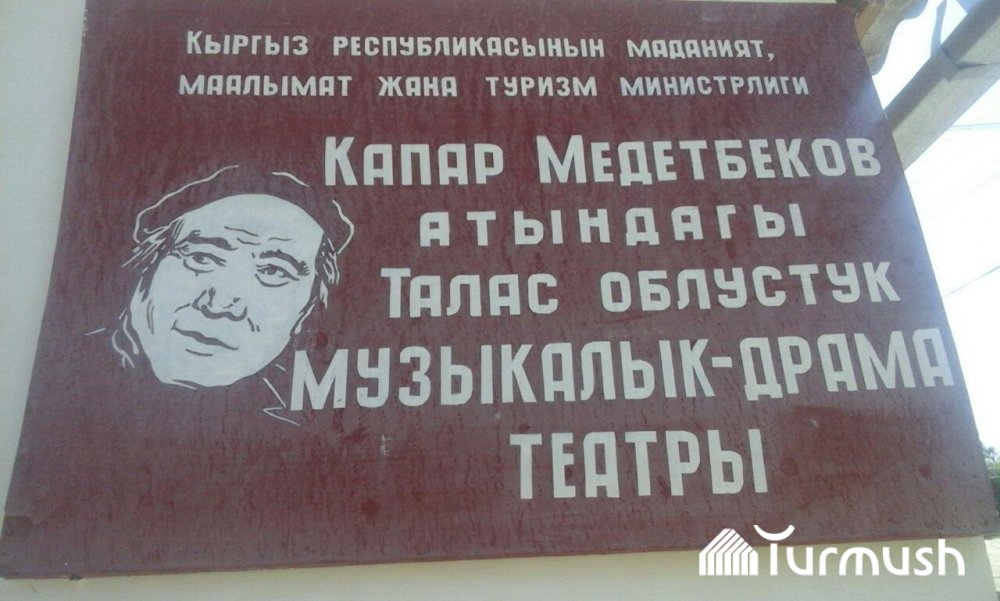 Кыргыз республикасынын маданият,
маалымат жана туризм министрлиги
Капар Медетбеков
атындагы
Талас облустук
музыкалык-драма
театры
Turmush